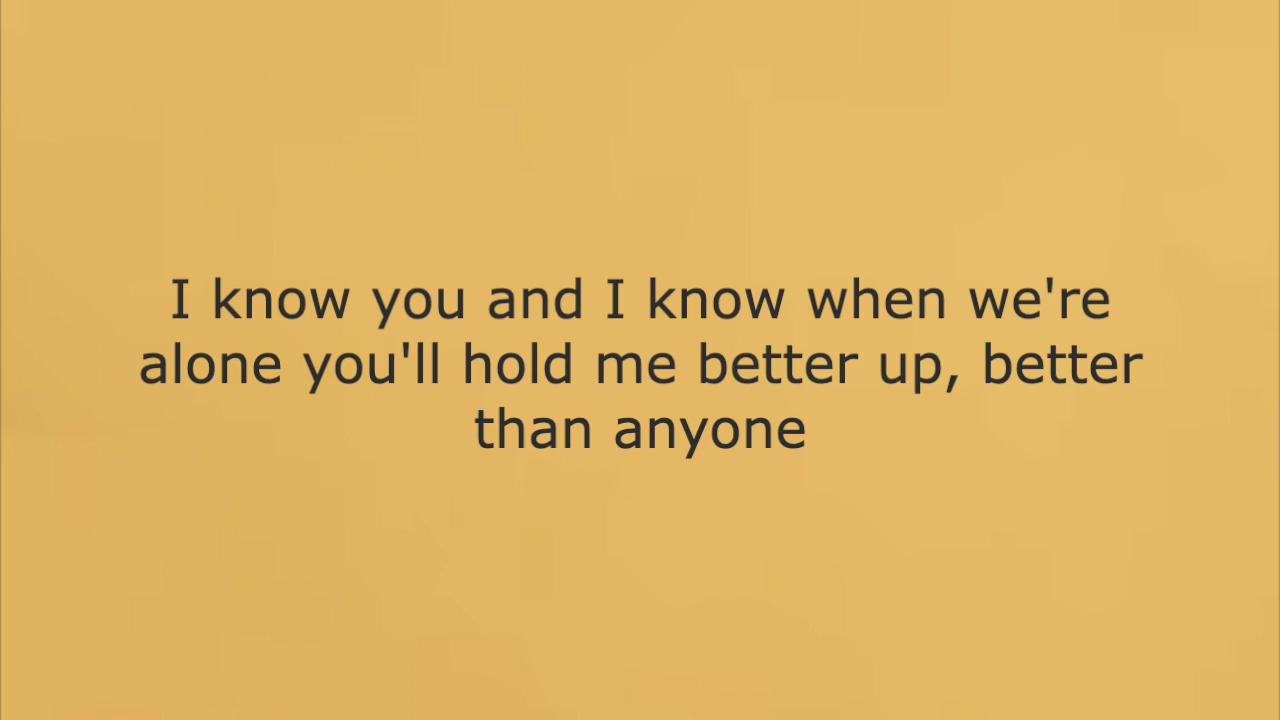 I know you and I know when we're
alone you'll hold me better up, better
than anyone